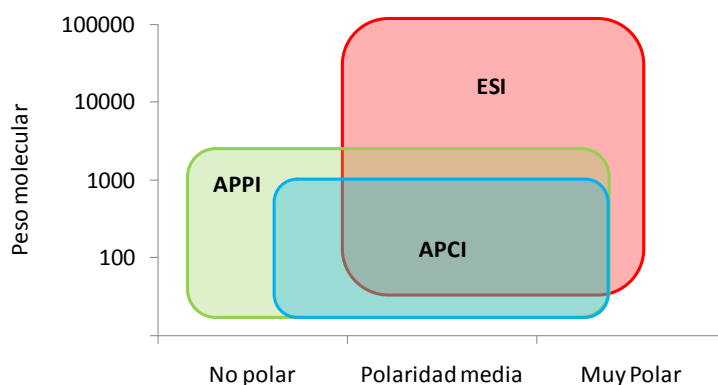 100000
10000
1000
100
Peso molecular
ESI
APPI
APCI
No polar
Polaridad media
Muy Polar